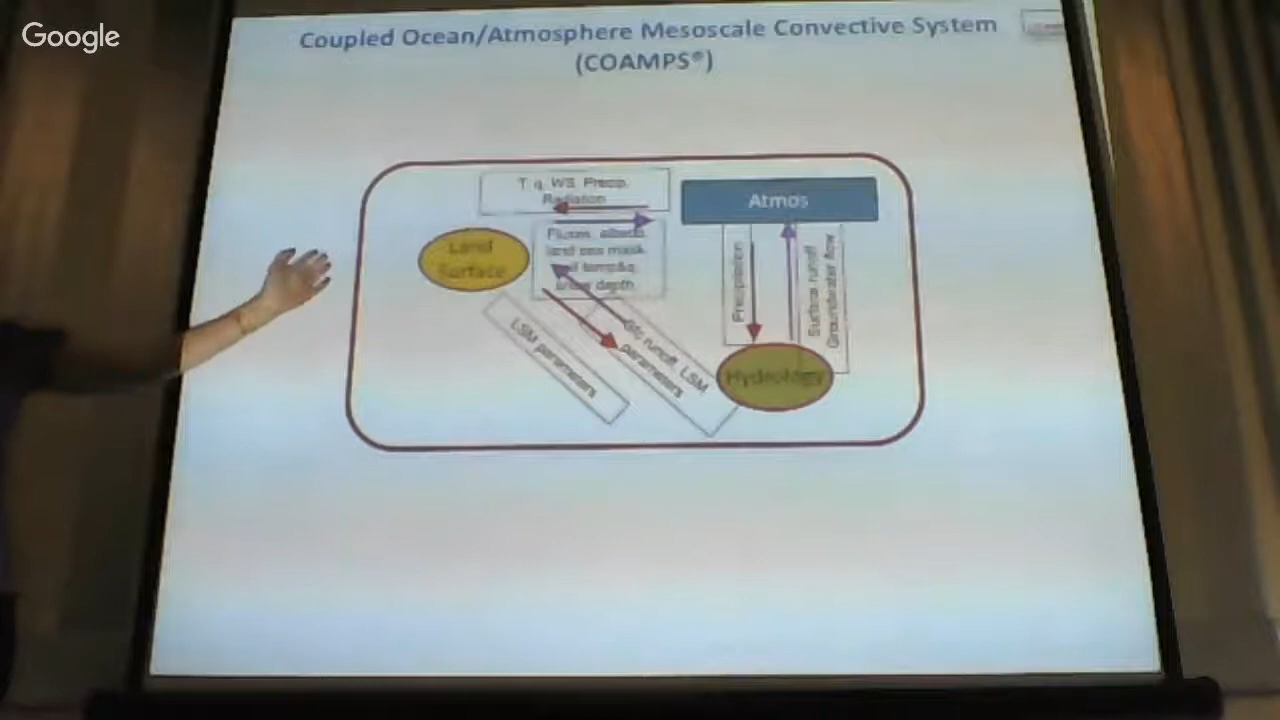 Google
Coupled Ocean/Atmosphere Mesoscale Convective System
(COAMPS®)
T q, WS, Precip,
Radiation
Atmos
Fluxes, albedo,
land sea mask
temp&q
snow depth
Land
Surface
Precipitation
Surface runoff
Groundwater flow
LSM parameters
runoff, LSM
parameters
Hydrology